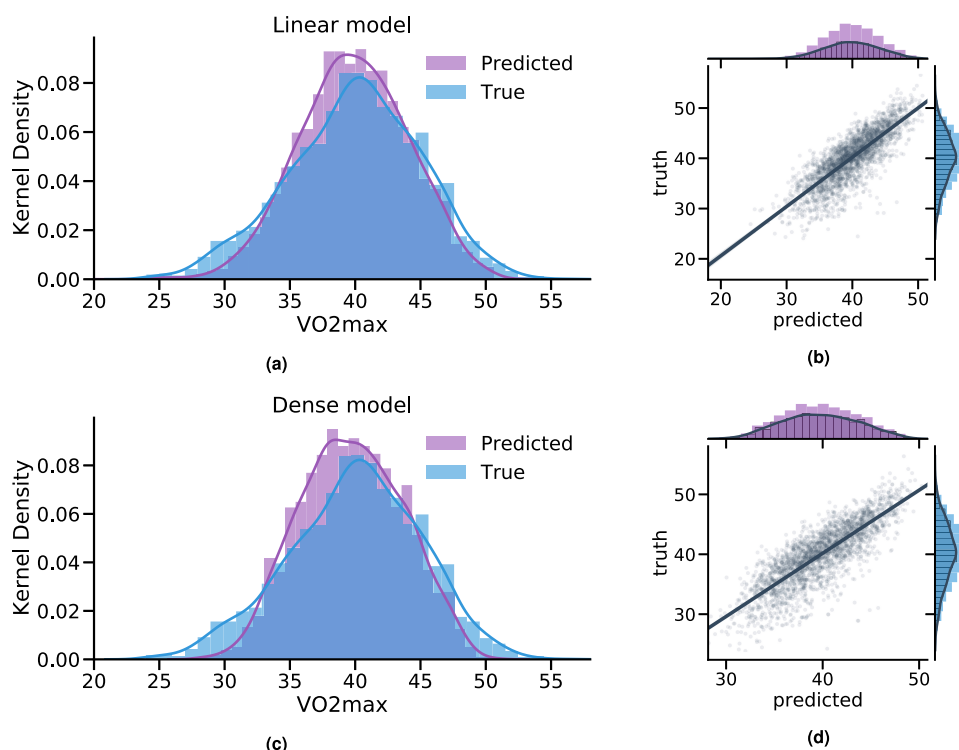 Linear model
Kernel Density
0.08
0.06
0.04
0.02
0.00
Predicted
True
20 25 30 35 40 45 50 55
VO2max
(a)
truth
50
40
30
20
20 30 40 50
predicted
(b)
Dense model
Kernel Density
0.08
0.06
0.04
0.02
0.00
Predicted
True
20 25 30 35 40 45 50 55
VO2max
(c)
truth
50
40
30
30 40 50
predicted
(d)